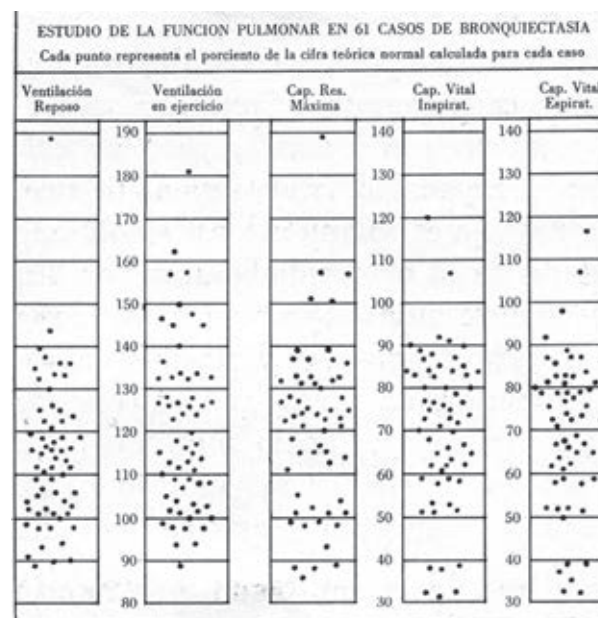 ESTUDIO DE LA FUNCION PULMONAR EN 61 CASOS DE BRONQUIECTASIA
Cada punto representa el porciento de la cifra teórica normal calculada para cada caso
Ventilación Reposo
Ventilación en ejercicio
Cap. Res. Máxima
Cap. Vital Inspirat.
Cap. Vital Espirat.
190 140 140
180 130 130
170 120 120
160 110 110
150 100 100
140 90 90
130 80 80
120 70 70
110 60 60
100 50 50
90 40 40
80 30 30